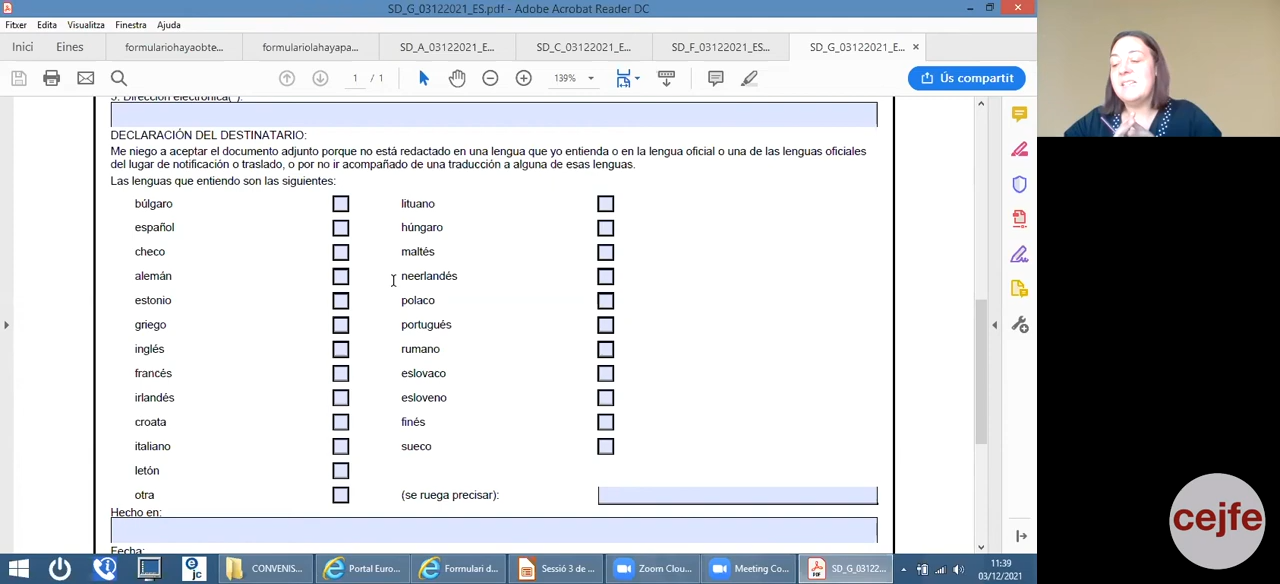 SD_G_03122021_ES.pdf - Adobe Acrobat Reader DC
Fitxer Edita Visualitza Finestra Ajuda
Inici Eines formulariohayaobte... formulariolahayapa... SD_A_03122021_E... SD_C_03122021_E... SD_F_03122021_ES... SD_G_03122021_E... ×
1 / 1 139% Ús compartit
5. Dirección electrónica(*):
DECLARACIÓN DEL DESTINATARIO:
Me niego a aceptar el documento adjunto porque no está redactado en una lengua que yo entienda o en la lengua oficial o una de las lenguas oficiales
del lugar de notificación o traslado, o por no ir acompañado de una traducción a alguna de esas lenguas.
Las lenguas que entiendo son las siguientes:
búlgaro lituano
español húngaro
checo maltés
alemán neerlandés
estonio polaco
griego portugués
inglés rumano
francés eslovaco
irlandés esloveno
croata finés
italiano sueco
letón
otra (se ruega precisar):
Hecho en:
Fecha:
cejfe
CONVENIS... Portal Euro... Formulari d... Sessió 3 de ... Zoom Clou... Meeting Co... SD_G_03122...
11:39
03/12/2021